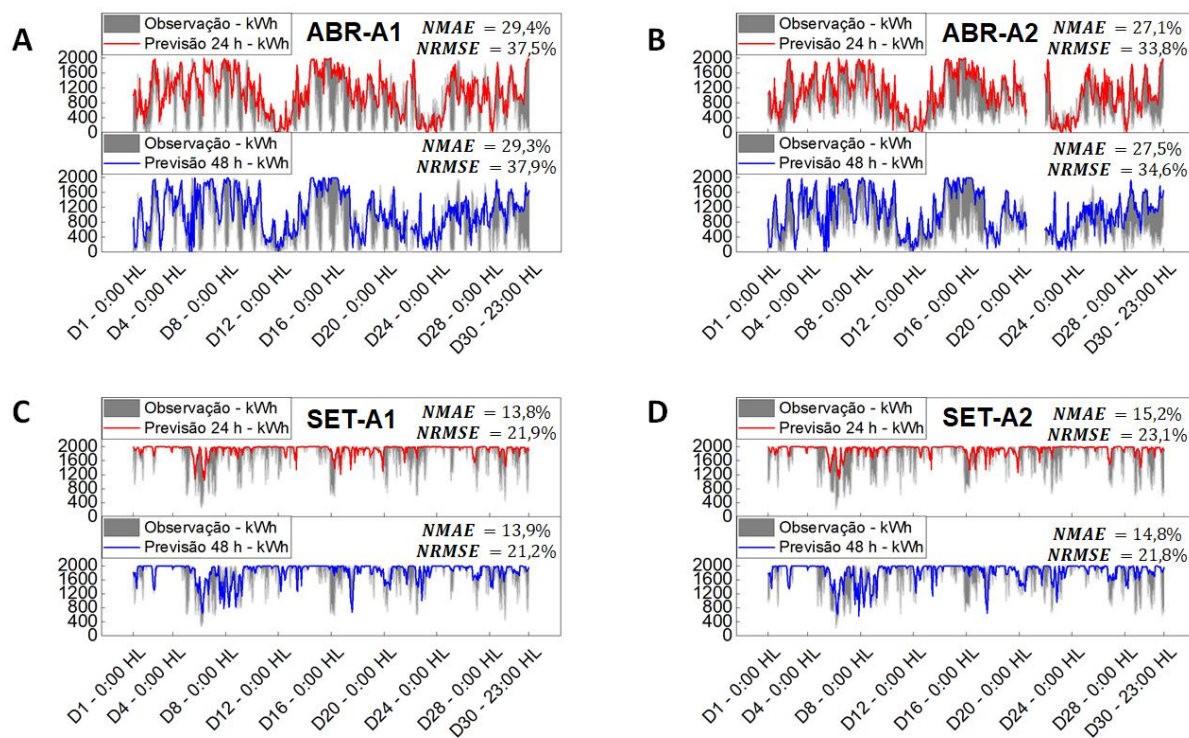 A
Observação - kWh
Previsão 24 h - kWh
ABR-A1
NMAE = 29,4%
NRMSE = 37,5%
2000
1600
1200
800
400
0
Observação - kWh
Previsão 48 h - kWh
NMAE = 29,3%
NRMSE = 37,9%
2000
1600
1200
800
400
0
D1 - 0:00 HL
D4 - 0:00 HL
D8 - 0:00 HL
D12 - 0:00 HL
D16 - 0:00 HL
D20 - 0:00 HL
D24 - 0:00 HL
D28 - 0:00 HL
D30 - 23:00 HL
B
Observação - kWh
Previsão 24 h - kWh
ABR-A2
NMAE = 27,1%
NRMSE = 33,8%
2000
1600
1200
800
400
0
Observação - kWh
Previsão 48 h - kWh
NMAE = 27,5%
NRMSE = 34,6%
2000
1600
1200
800
400
0
D1 - 0:00 HL
D4 - 0:00 HL
D8 - 0:00 HL
D12 - 0:00 HL
D16 - 0:00 HL
D20 - 0:00 HL
D24 - 0:00 HL
D28 - 0:00 HL
D30 - 23:00 HL
C
Observação - kWh
Previsão 24 h - kWh
SET-A1
NMAE = 13,8%
NRMSE = 21,9%
2000
1600
1200
800
400
0
Observação - kWh
Previsão 48 h - kWh
NMAE = 13,9%
NRMSE = 21,2%
2000
1600
1200
800
400
0
D1 - 0:00 HL
D4 - 0:00 HL
D8 - 0:00 HL
D12 - 0:00 HL
D16 - 0:00 HL
D20 - 0:00 HL
D24 - 0:00 HL
D28 - 0:00 HL
D30 - 23:00 HL
D
Observação - kWh
Previsão 24 h - kWh
SET-A2
NMAE = 15,2%
NRMSE = 23,1%
2000
1600
1200
800
400
0
Observação - kWh
Previsão 48 h - kWh
NMAE = 14,8%
NRMSE = 21,8%
2000
1600
1200
800
400
0
D1 - 0:00 HL
D4 - 0:00 HL
D8 - 0:00 HL
D12 - 0:00 HL
D16 - 0:00 HL
D20 - 0:00 HL
D24 - 0:00 HL
D28 - 0:00 HL
D30 - 23:00 HL